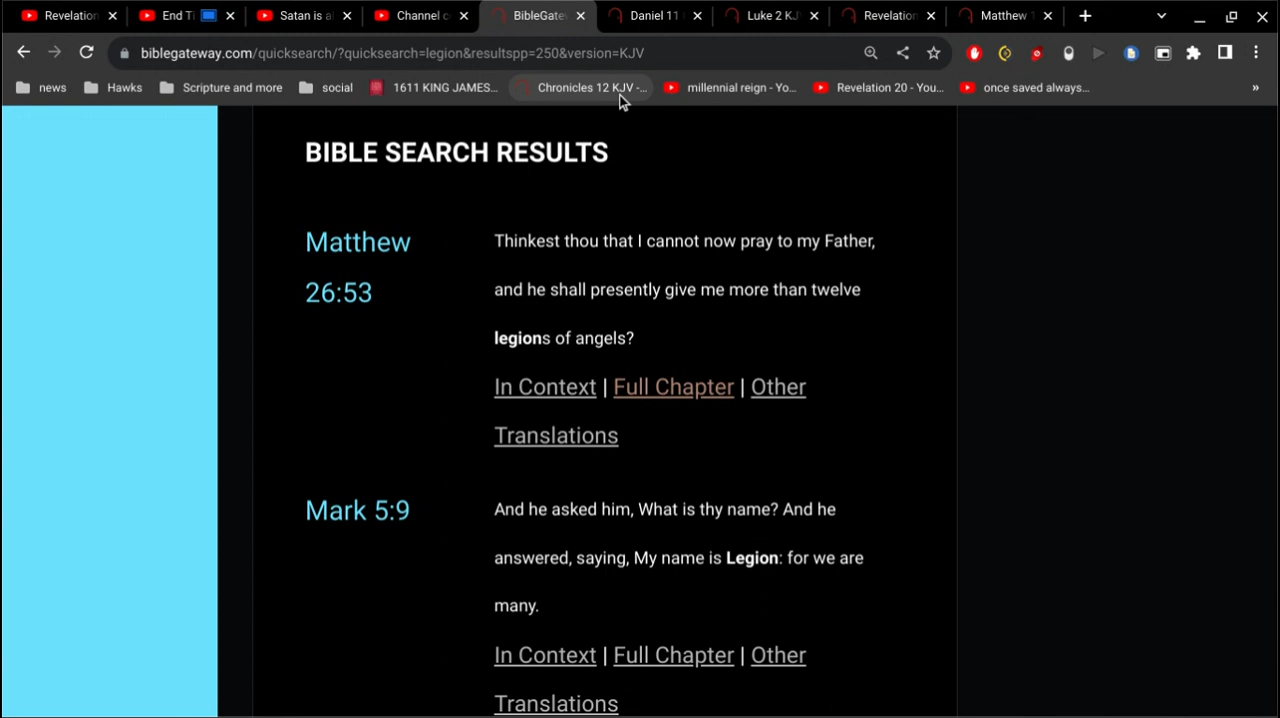 Revelation
End T
Satan is a
Channel c
BibleGate
Daniel 11
Luke 2 KJ
Revelation
Matthew 1
biblegateway.com/quicksearch/?quicksearch=legion&resultspp=250&version=KJV
news
Hawks
Scripture and more
social
1611 KING JAMES...
Chronicles 12 KJV -...
millennial reign - Yo...
Revelation 20 - You...
once saved always...
»
BIBLE SEARCH RESULTS
Matthew
26:53
Thinkest thou that I cannot now pray to my Father,
and he shall presently give me more than twelve
legions of angels?
In Context | Full Chapter | Other
Translations
Mark 5:9
And he asked him, What is thy name? And he
answered, saying, My name is Legion: for we are
many.
In Context | Full Chapter | Other
Translations